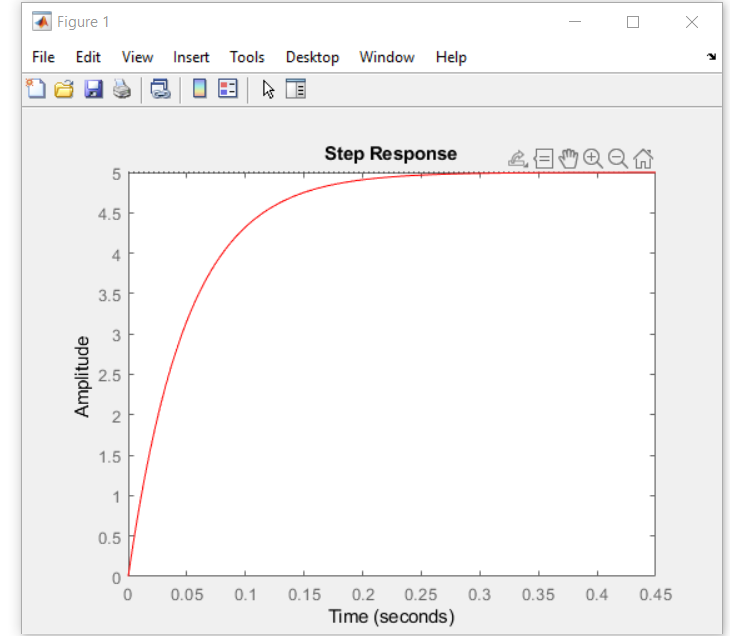 Figure 1
File Edit View Insert Tools Desktop Window Help
Step Response
5
4.5
4
3.5
3
2.5
2
1.5
1
0.5
0
Amplitude
0 0.05 0.1 0.15 0.2 0.25 0.3 0.35 0.4 0.45
Time (seconds)